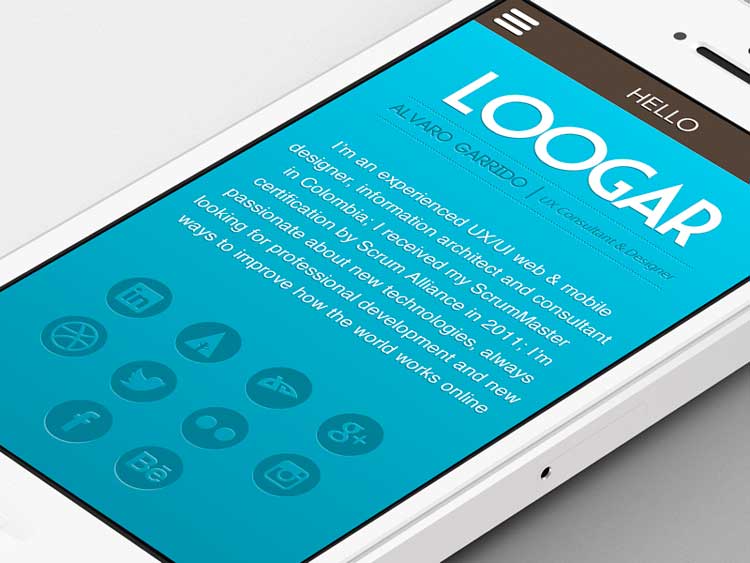 HELLO
LOOGAR
ALVARO GARRIDO | UX Consultant & Designer
I'm an experienced UX/UI web & mobile
designer, information architect and consultant
in Colombia; I received my ScrumMaster
certification by Scrum Alliance in 2011; I'm
passionate about new technologies, always
looking for professional development and new
ways to improve how the world works online
in
g+
f
Bē